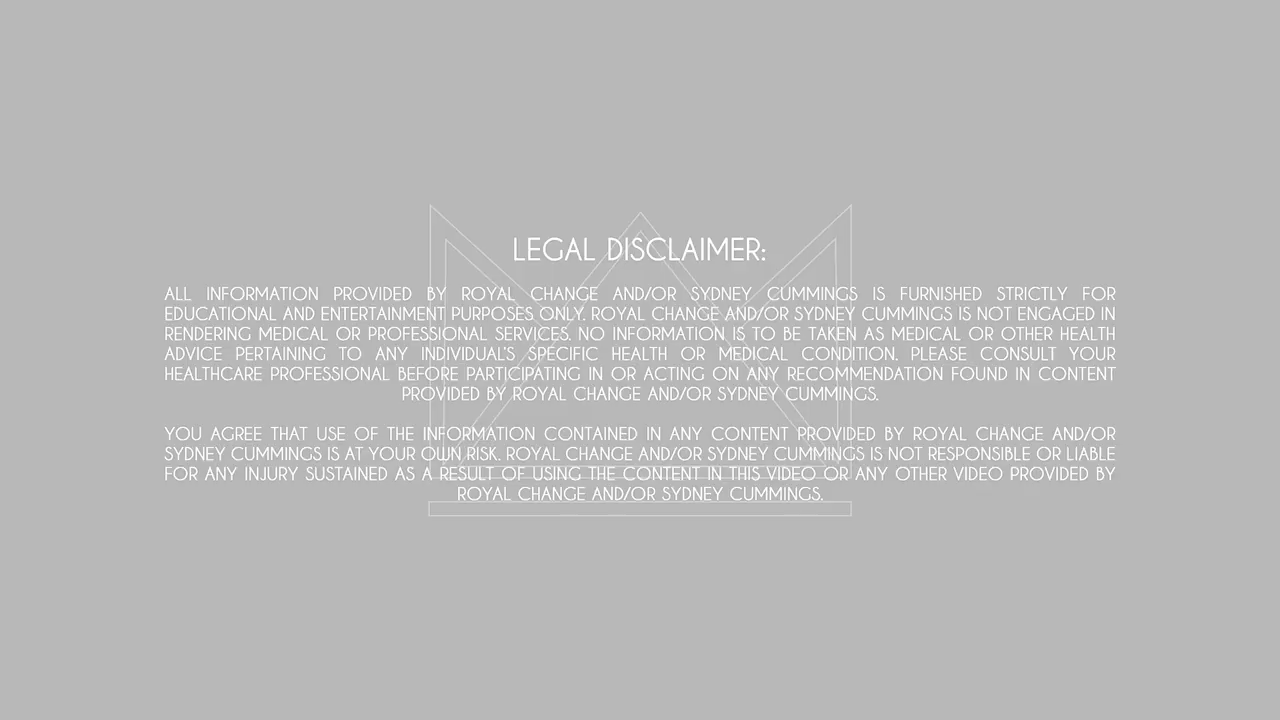 LEGAL DISCLAIMER:
ALL INFORMATION PROVIDED BY ROYAL CHANGE AND/OR SYDNEY CUMMINGS IS FURNISHED STRICTLY FOR
EDUCATIONAL AND ENTERTAINMENT PURPOSES ONLY. ROYAL CHANGE AND/OR SYDNEY CUMMINGS IS NOT ENGAGED IN
RENDERING MEDICAL OR PROFESSIONAL SERVICES. NO INFORMATION IS TO BE TAKEN AS MEDICAL OR OTHER HEALTH
ADVICE PERTAINING TO ANY INDIVIDUAL'S SPECIFIC HEALTH OR MEDICAL CONDITION. PLEASE CONSULT YOUR
HEALTHCARE PROFESSIONAL BEFORE PARTICIPATING IN OR ACTING ON ANY RECOMMENDATION FOUND IN CONTENT
PROVIDED BY ROYAL CHANGE AND/OR SYDNEY CUMMINGS.
YOU AGREE THAT USE OF THE INFORMATION CONTAINED IN ANY CONTENT PROVIDED BY ROYAL CHANGE AND/OR
SYDNEY CUMMINGS IS AT YOUR OWN RISK. ROYAL CHANGE AND/OR SYDNEY CUMMINGS IS NOT RESPONSIBLE OR LIABLE
FOR ANY INJURY SUSTAINED AS A RESULT OF USING THE CONTENT IN THIS VIDEO OR ANY OTHER VIDEO PROVIDED BY
ROYAL CHANGE AND/OR SYDNEY CUMMINGS.